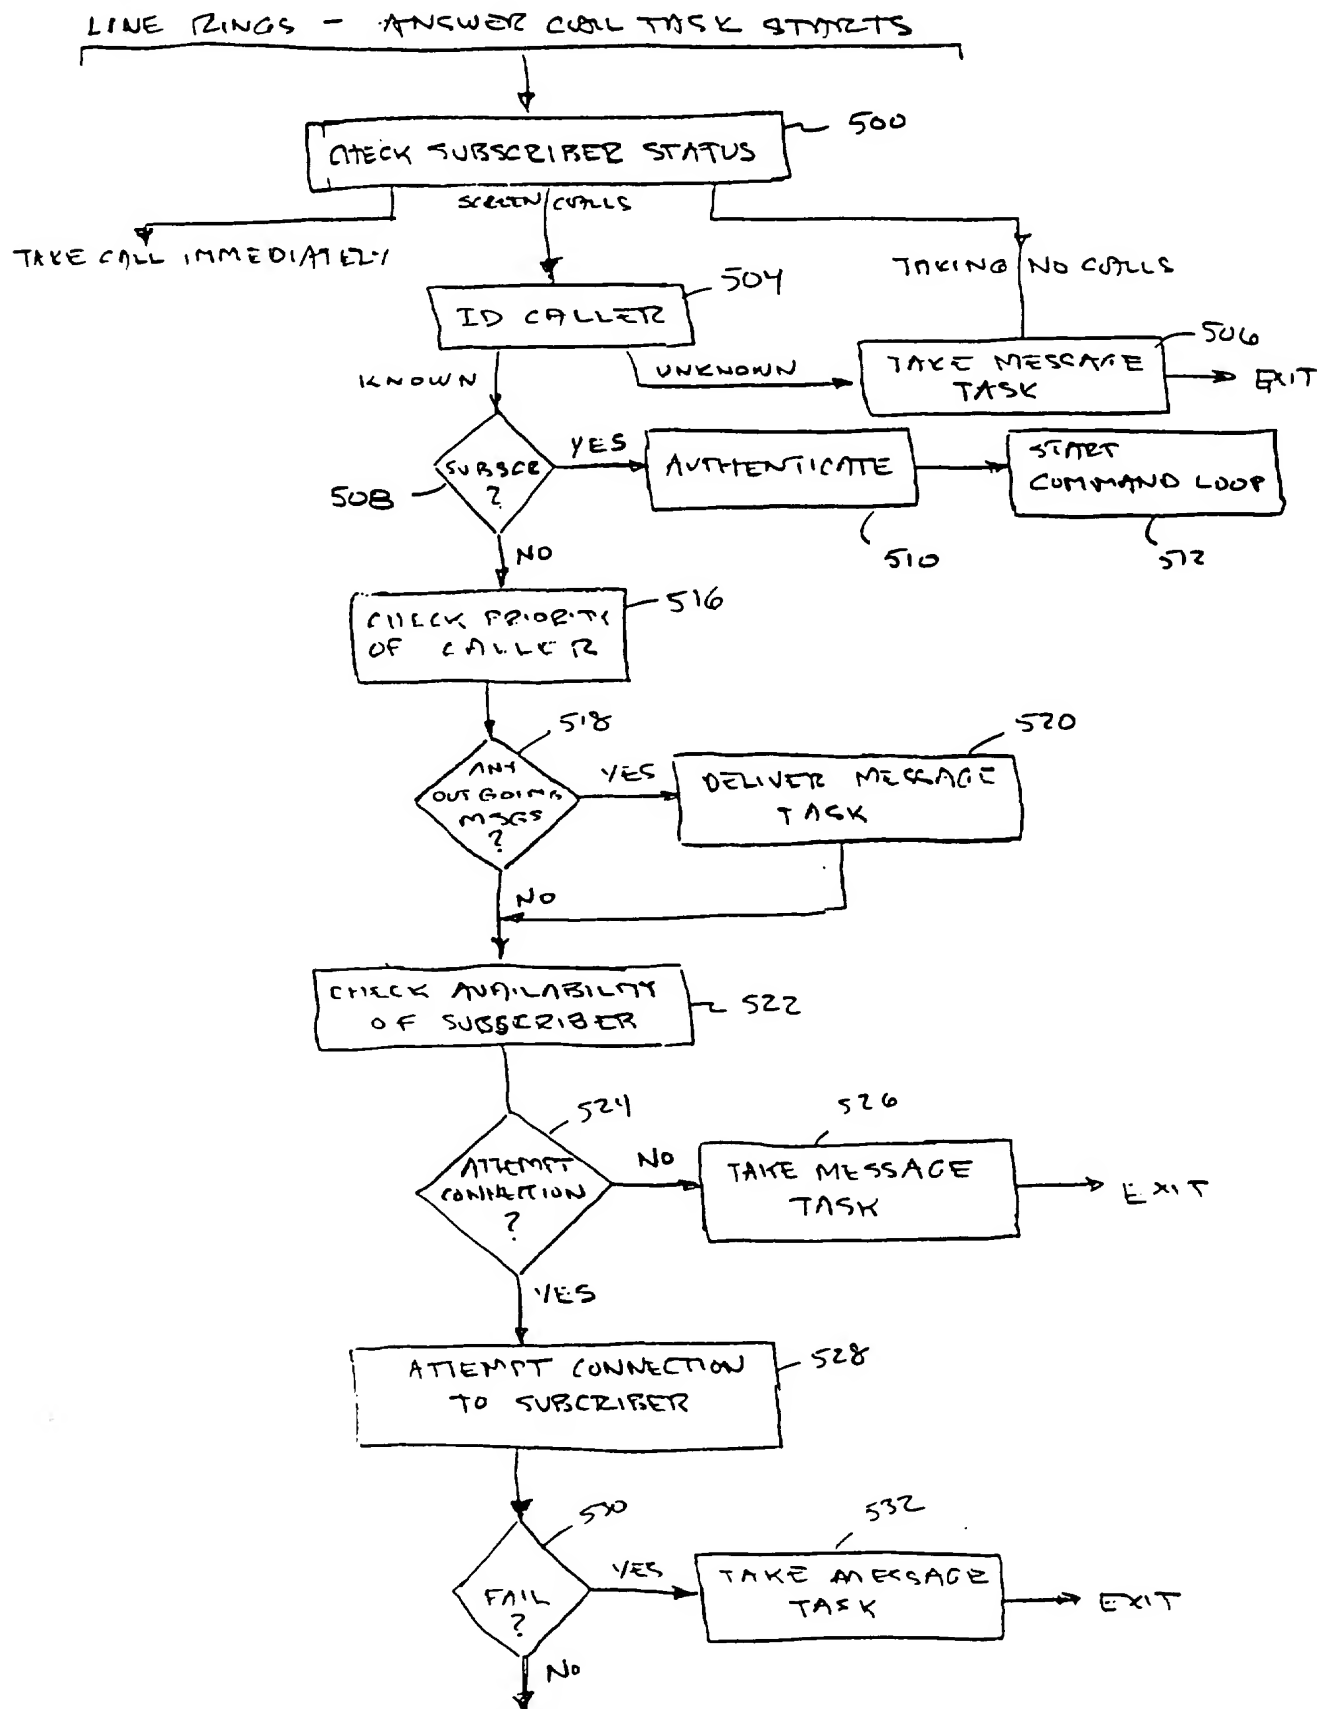 LINE RINGS - ANSWER CALL TASK STARTS
500
CHECK SUBSCRIBER STATUS
SCREEN CALLS
TAKE CALL IMMEDIATELY
TAKING NO CALLS
504
ID CALLER
506
TAKE MESSAGE
TASK
EXIT
KNOWN
UNKNOWN
SUBSCR
?
508
YES
AUTHENTICATE
510
START
COMMAND LOOP
512
NO
516
CHECK PRIORITY
OF CALLER
518
ANY
OUTGOING
MSGS
?
YES
520
DELIVER MESSAGE
TASK
NO
CHECK AVAILABILITY
OF SUBSCRIBER
522
524
ATTEMPT
CONNECTION
?
NO
526
TAKE MESSAGE
TASK
EXIT
YES
ATTEMPT CONNECTION
TO SUBCRIBER
528
530
FAIL
?
YES
532
TAKE MESSAGE
TASK
EXIT
NO